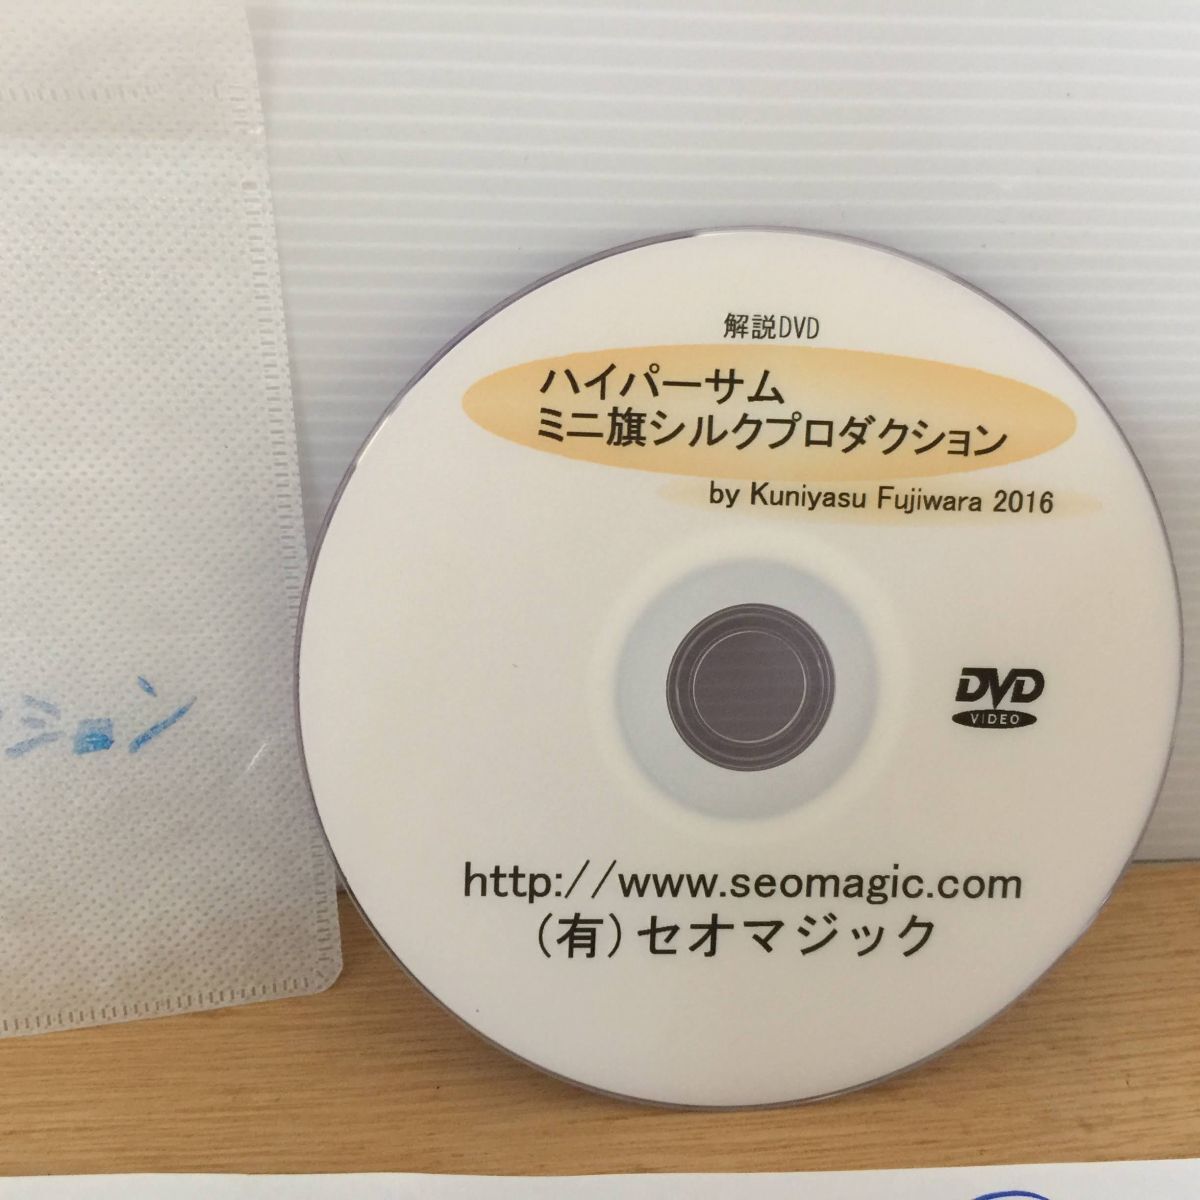 解説DVD
ハイパーサム
ミニ旗シルクプロダクション
by Kuniyasu Fujiwara 2016
DVD
VIDEO
http://www.seomagic.com
(有)セオマジック
ション